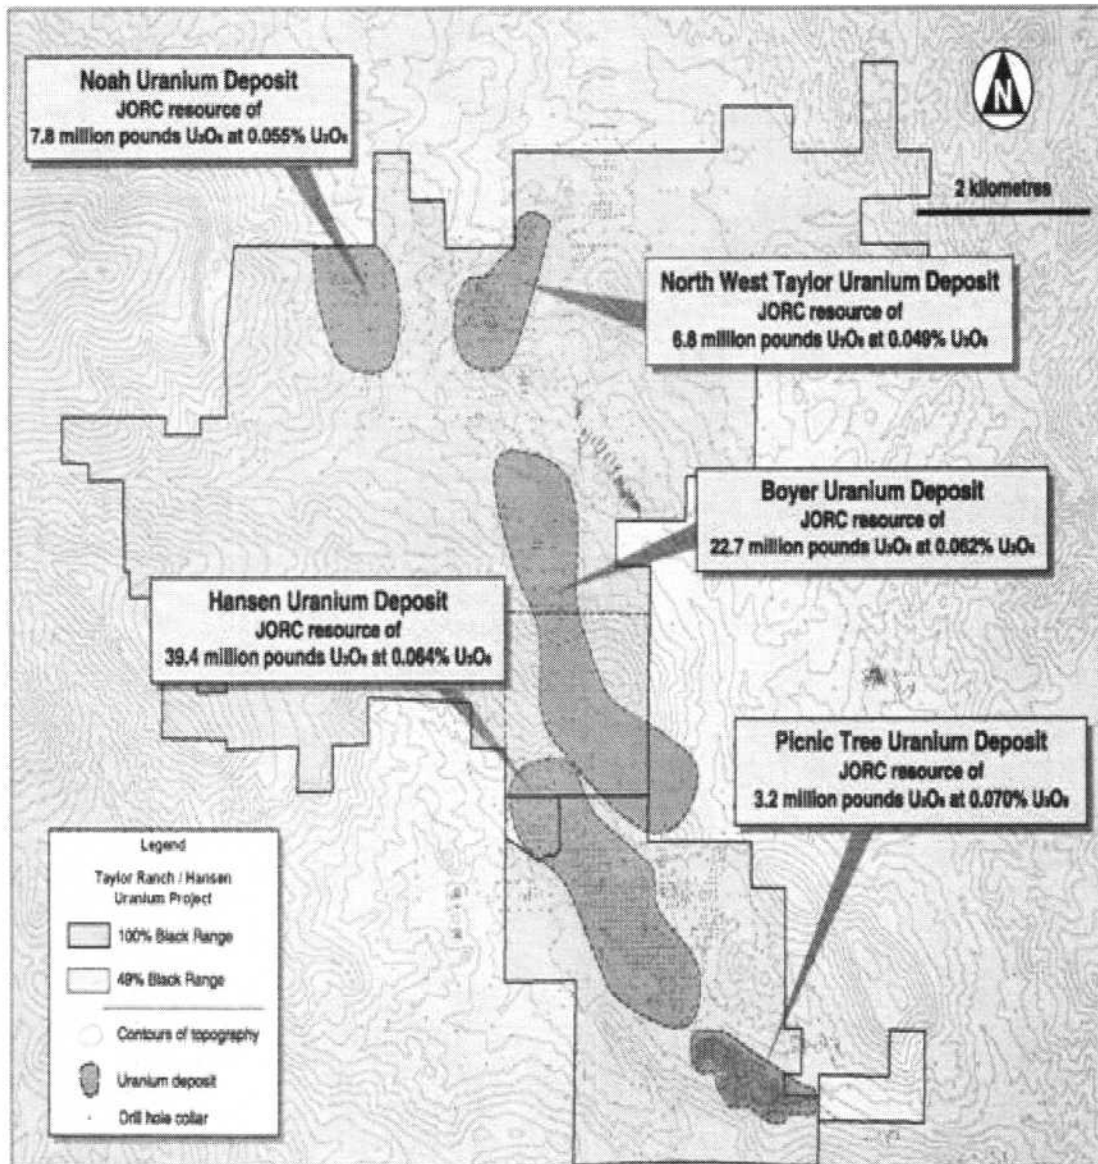 Noah Uranium Deposit
JORC resource of
7.8 million pounds U₃O₈ at 0.055% U₃O₈
N
2 kilometres
North West Taylor Uranium Deposit
JORC resource of
6.8 million pounds U₃O₈ at 0.049% U₃O₈
Boyer Uranium Deposit
JORC resource of
22.7 million pounds U₃O₈ at 0.062% U₃O₈
Hansen Uranium Deposit
JORC resource of
39.4 million pounds U₃O₈ at 0.064% U₃O₈
Picnic Tree Uranium Deposit
JORC resource of
3.2 million pounds U₃O₈ at 0.070% U₃O₈
Legend
Taylor Ranch / Hansen
Uranium Project
100% Black Range
49% Black Range
Contours of topography
Uranium deposit
Drill hole collar